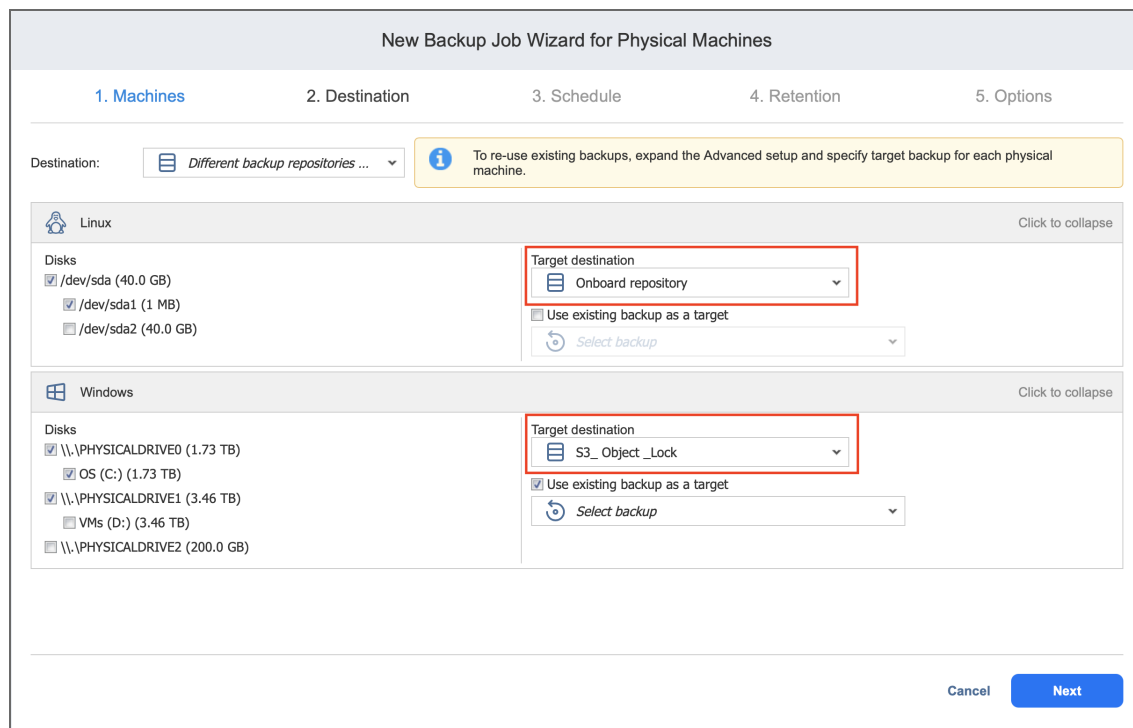 New Backup Job Wizard for Physical Machines
1. Machines 2. Destination 3. Schedule 4. Retention 5. Options
Destination: Different backup repositories ...
To re-use existing backups, expand the Advanced setup and specify target backup for each physical
machine.
Linux Click to collapse
Disks
/dev/sda (40.0 GB)
/dev/sda1 (1 MB)
/dev/sda2 (40.0 GB)
Target destination
Onboard repository
Use existing backup as a target
Select backup
Windows Click to collapse
Disks
\\.\PHYSICALDRIVE0 (1.73 TB)
OS (C:) (1.73 TB)
\\.\PHYSICALDRIVE1 (3.46 TB)
VMs (D:) (3.46 TB)
\\.\PHYSICALDRIVE2 (200.0 GB)
Target destination
S3_ Object _Lock
Use existing backup as a target
Select backup
Cancel Next